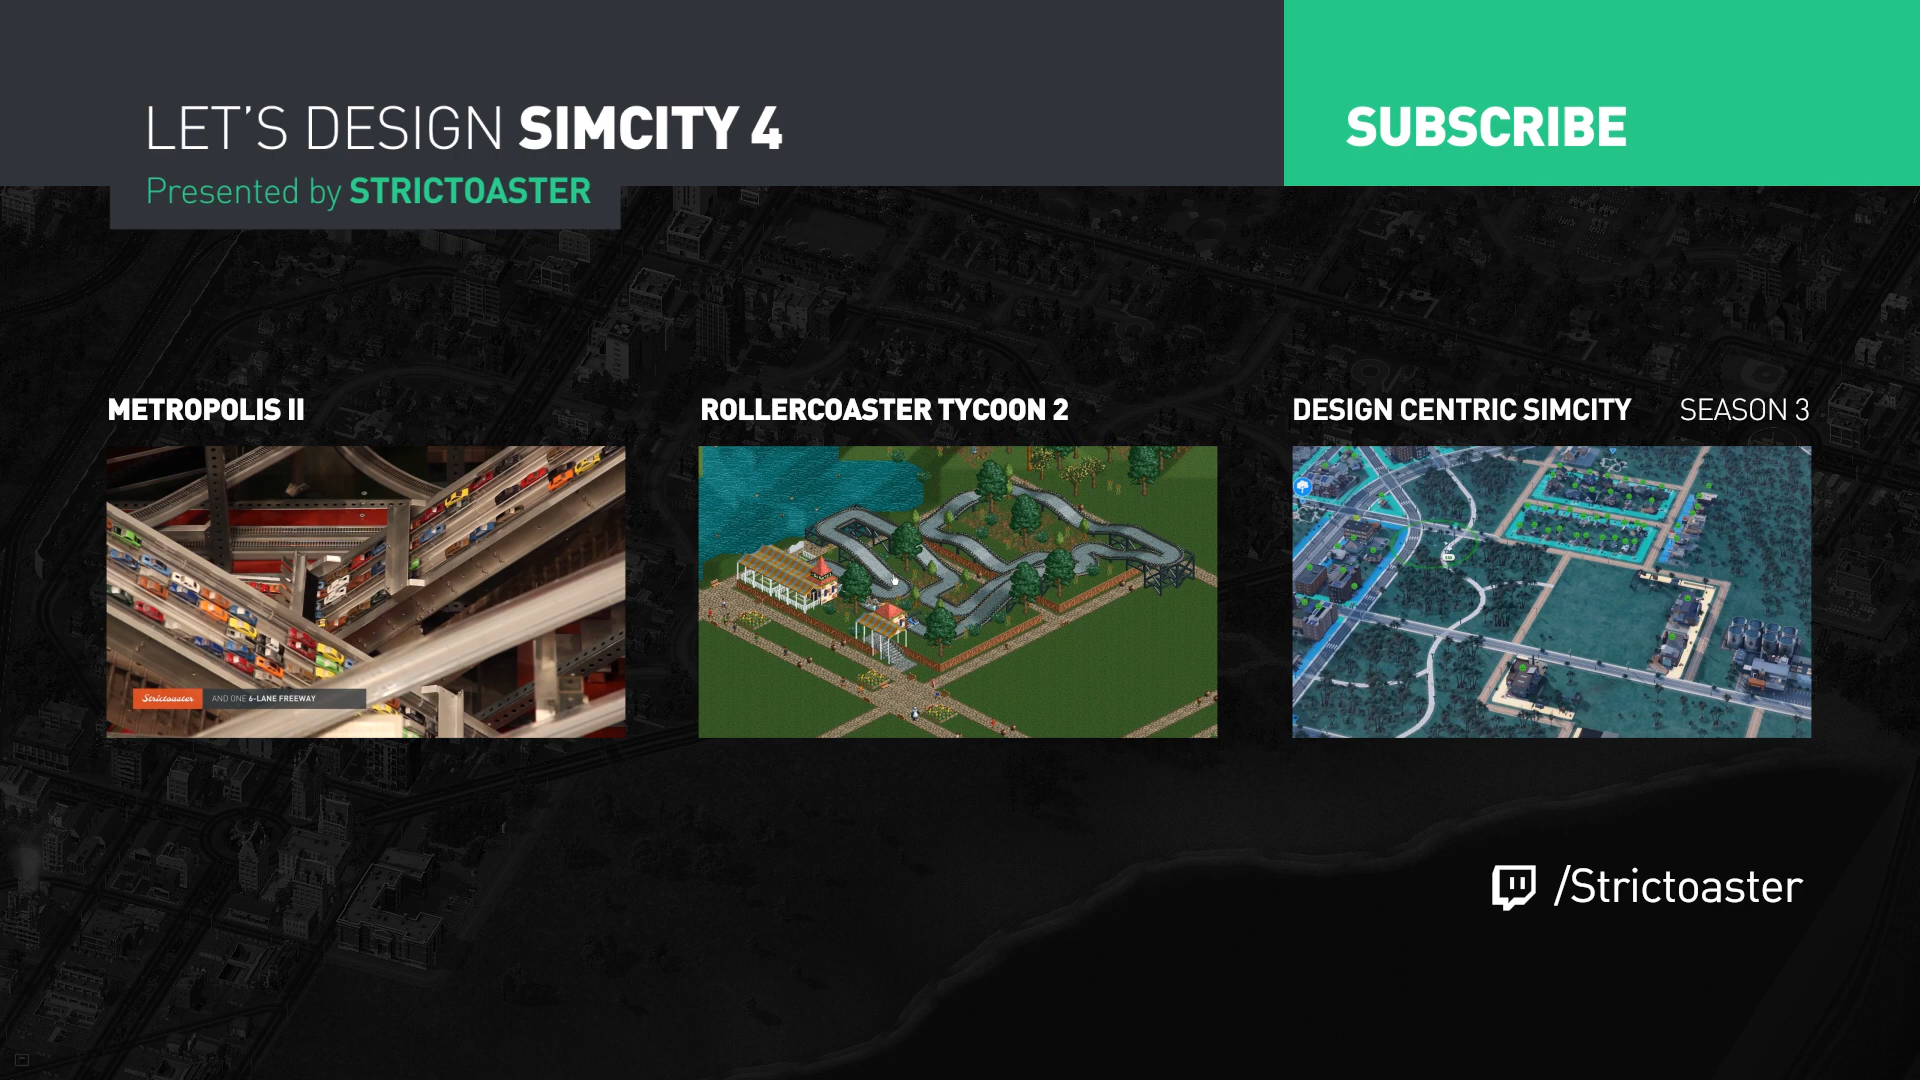 LET'S DESIGN SIMCITY 4
SUBSCRIBE
Presented by STRICTOASTER
METROPOLIS II
ROLLERCOASTER TYCOON 2
DESIGN CENTRIC SIMCITY SEASON 3
Strictoaster AND ONE 6-LANE FREEWAY
/Strictoaster